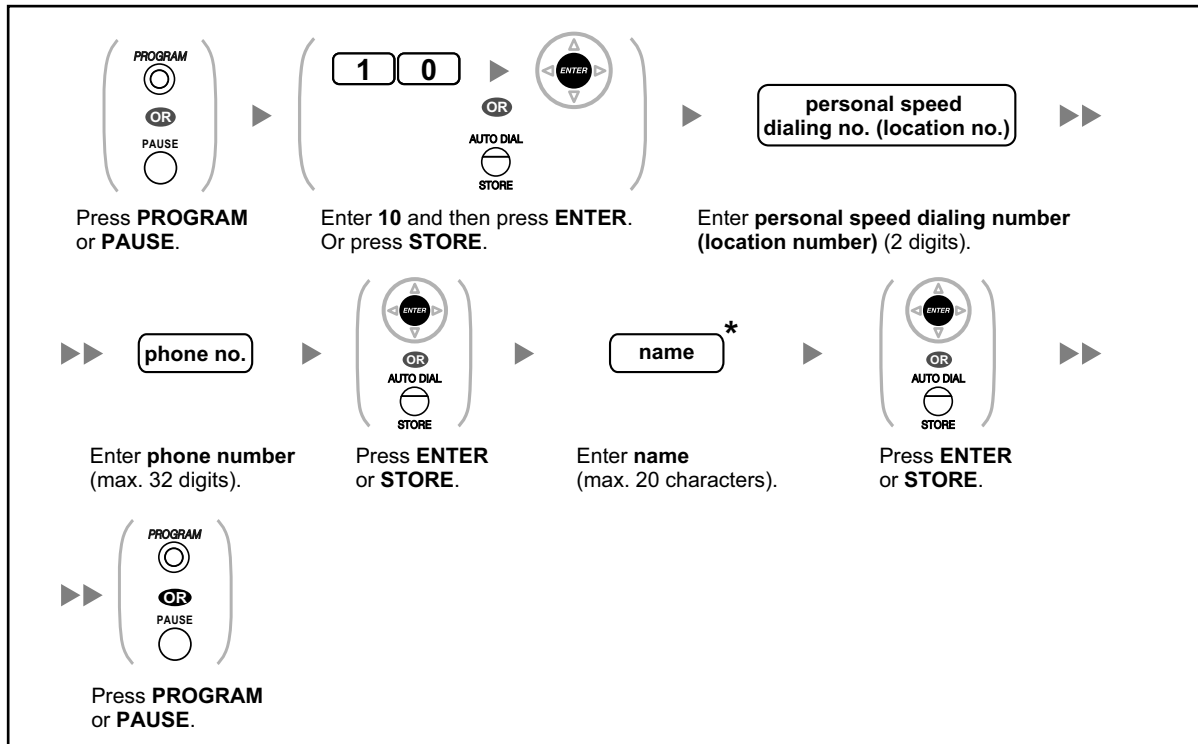 PROGRAM
OR
PAUSE
Press PROGRAM
or PAUSE.
1 0
ENTER
OR
AUTO DIAL
STORE
Enter 10 and then press ENTER.
Or press STORE.
personal speed
dialing no. (location no.)
Enter personal speed dialing number
(location number) (2 digits).
phone no.
Enter phone number
(max. 32 digits).
ENTER
OR
AUTO DIAL
STORE
Press ENTER
or STORE.
name *
Enter name
(max. 20 characters).
ENTER
OR
AUTO DIAL
STORE
Press ENTER
or STORE.
PROGRAM
OR
PAUSE
Press PROGRAM
or PAUSE.